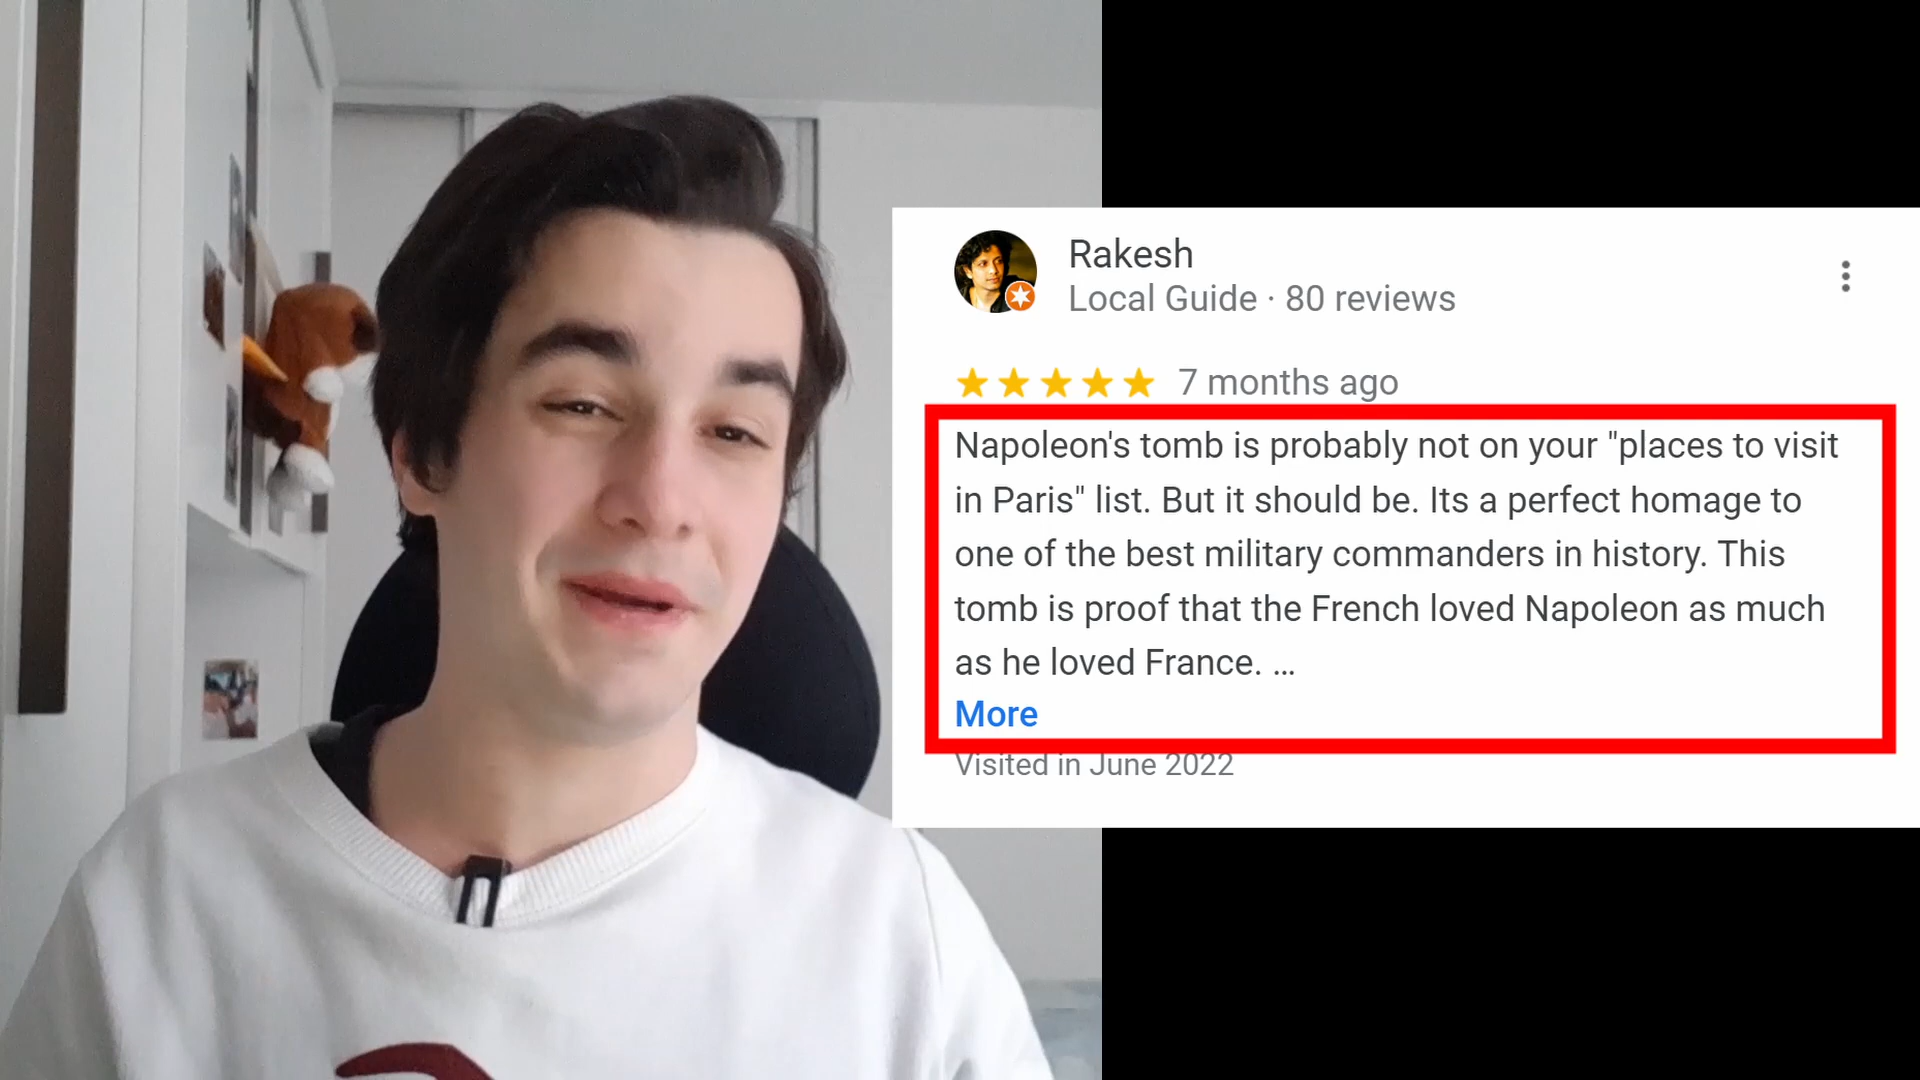 Rakesh
Local Guide · 80 reviews
★★★★★ 7 months ago
Napoleon's tomb is probably not on your "places to visit
in Paris" list. But it should be. Its a perfect homage to
one of the best military commanders in history. This
tomb is proof that the French loved Napoleon as much
as he loved France. ...
More
Visited in June 2022